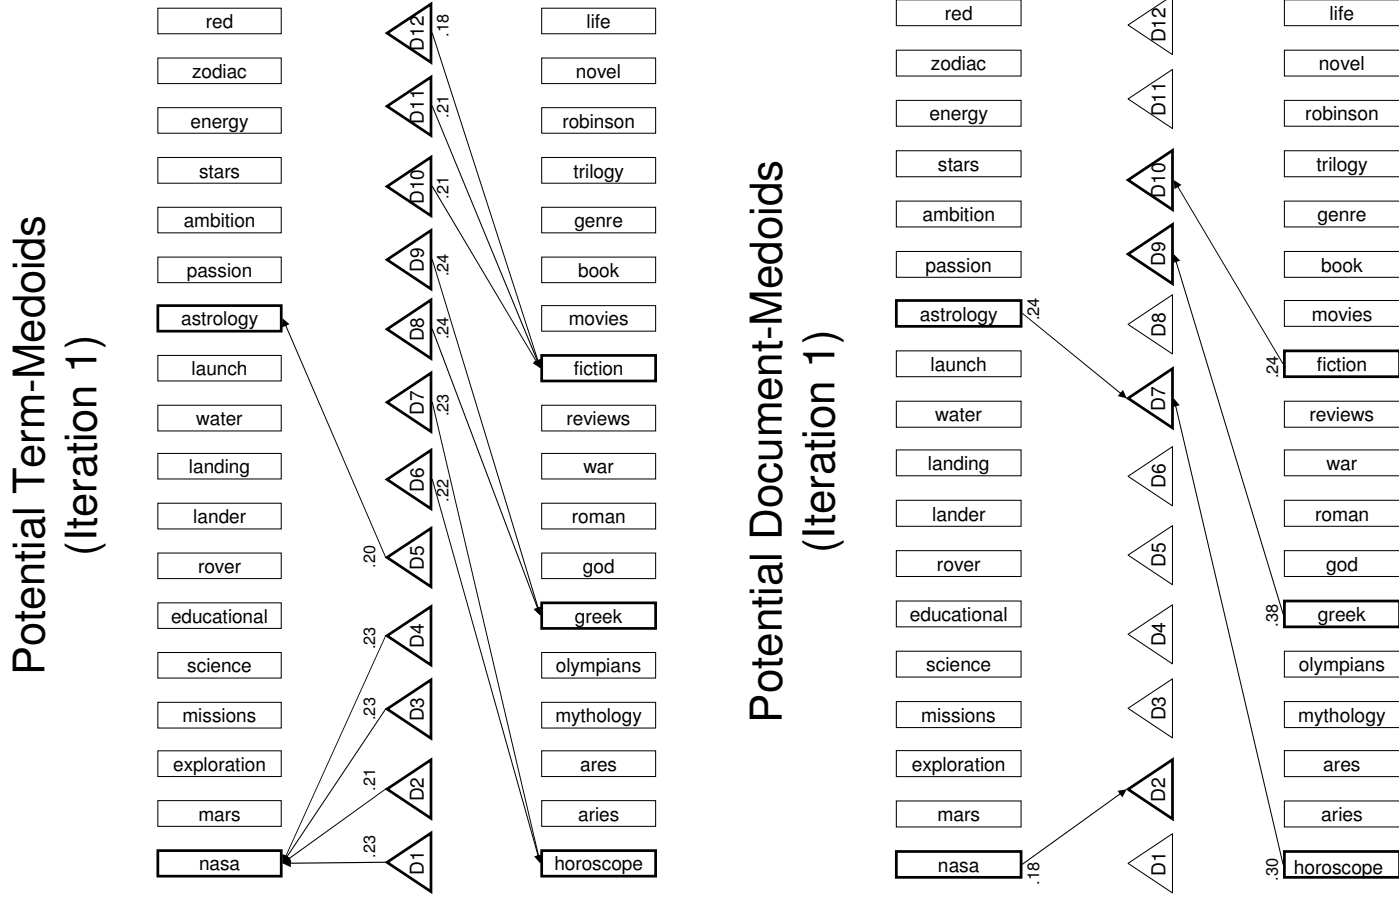 Potential Term-Medoids
(Iteration 1)
red
zodiac
energy
stars
ambition
passion
astrology
launch
water
landing
lander
rover
educational
science
missions
exploration
mars
nasa
D12
D11
D10
D9
D8
D7
D6
D5
D4
D3
D2
D1
.18
.21
.21
.24
.24
.23
.22
.20
.23
.23
.21
.23
life
novel
robinson
trilogy
genre
book
movies
fiction
reviews
war
roman
god
greek
olympians
mythology
ares
aries
horoscope
Potential Document-Medoids
(Iteration 1)
red
zodiac
energy
stars
ambition
passion
astrology
launch
water
landing
lander
rover
educational
science
missions
exploration
mars
nasa
.24
.18
D12
D11
D10
D9
D8
D7
D6
D5
D4
D3
D2
D1
.24
.38
.30
life
novel
robinson
trilogy
genre
book
movies
fiction
reviews
war
roman
god
greek
olympians
mythology
ares
aries
horoscope